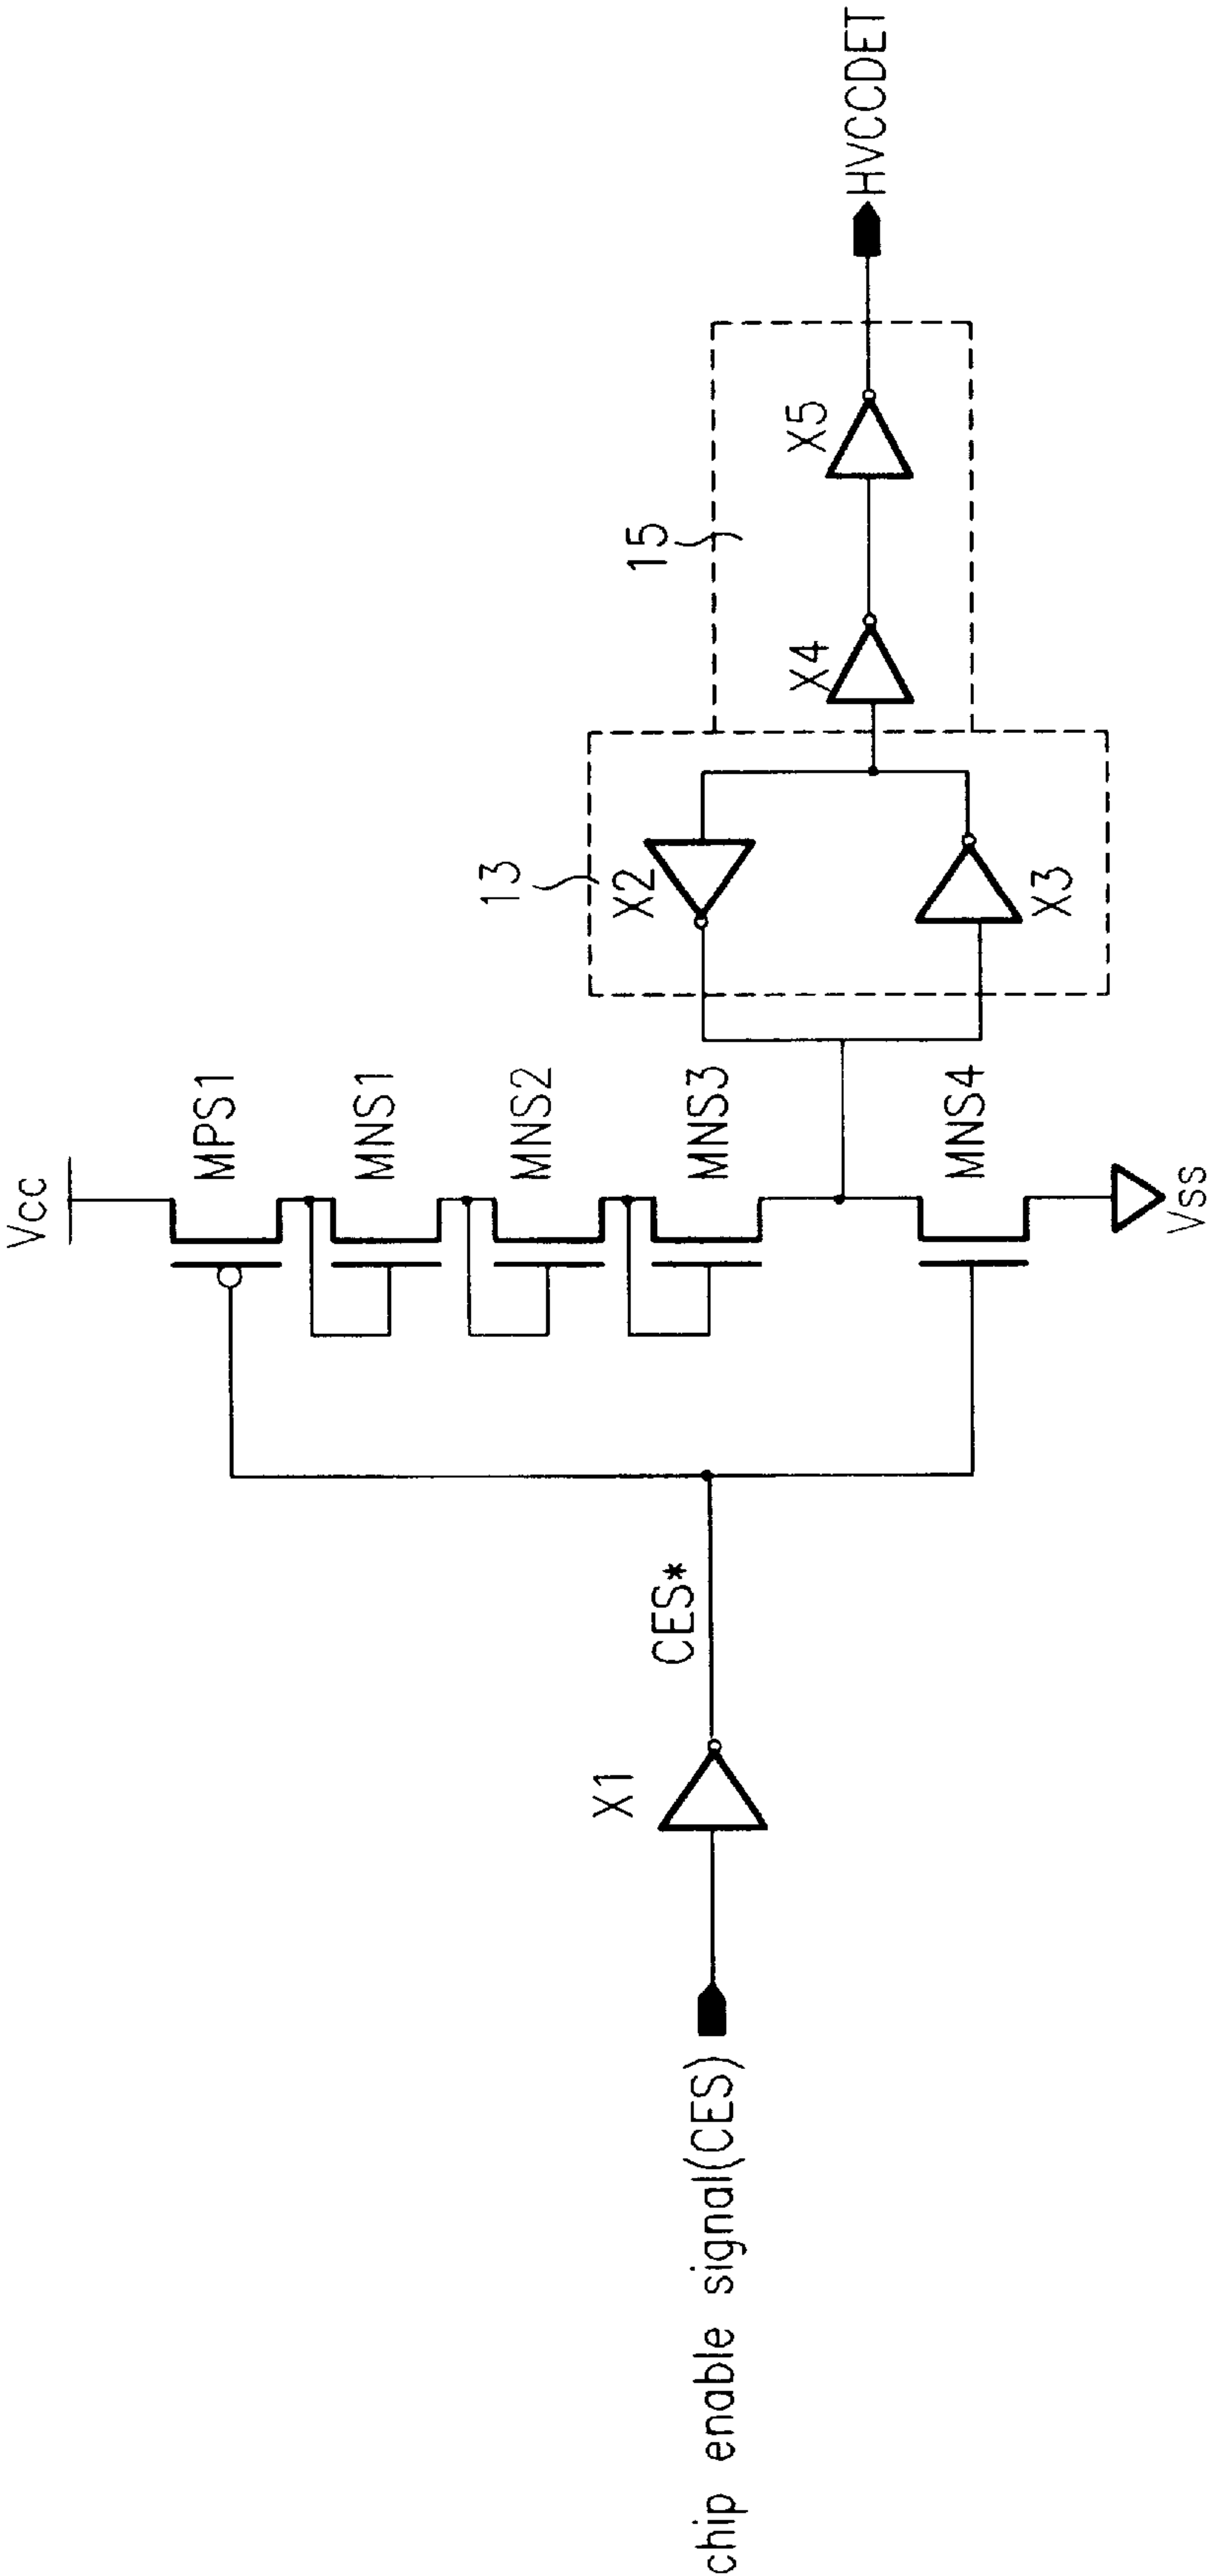 chip enable signal(CES)
X1
CES*
Vcc
MPS1
MNS1
MNS2
MNS3
MNS4
Vss
13
X2
X3
15
X4
X5
HVCCDET